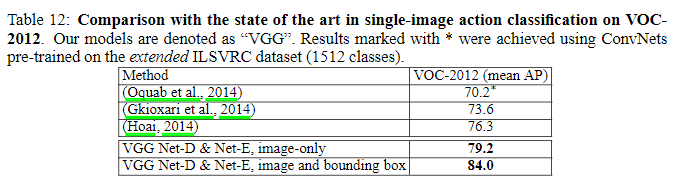 Table 12: Comparison with the state of the art in single-image action classification on VOC-
2012. Our models are denoted as “VGG”. Results marked with * were achieved using ConvNets
pre-trained on the extended ILSVRC dataset (1512 classes).
Method VOC-2012 (mean AP)
(Oquab et al., 2014) 70.2*
(Gkioxari et al., 2014) 73.6
(Hoai, 2014) 76.3
VGG Net-D & Net-E, image-only 79.2
VGG Net-D & Net-E, image and bounding box 84.0